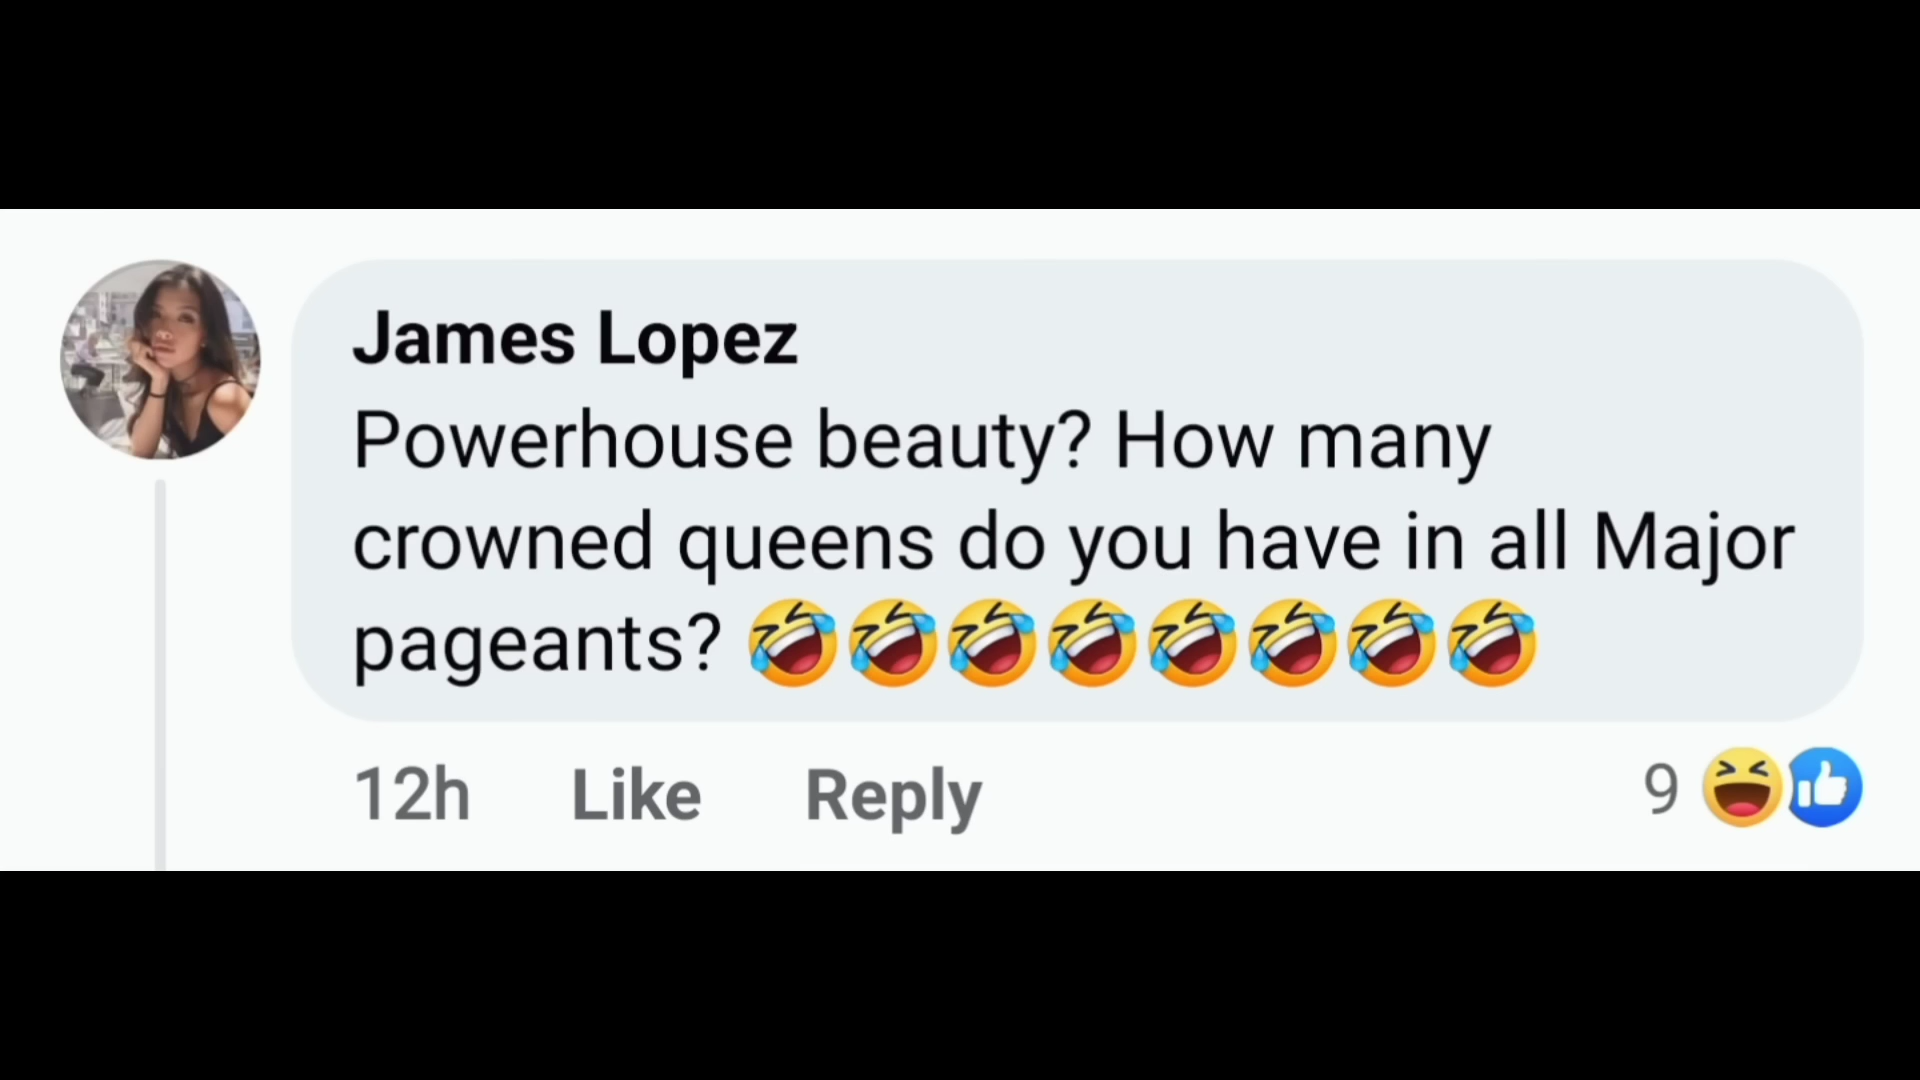 James Lopez
Powerhouse beauty? How many
crowned queens do you have in all Major
pageants? 🤣🤣🤣🤣🤣🤣🤣🤣
12h Like Reply 9